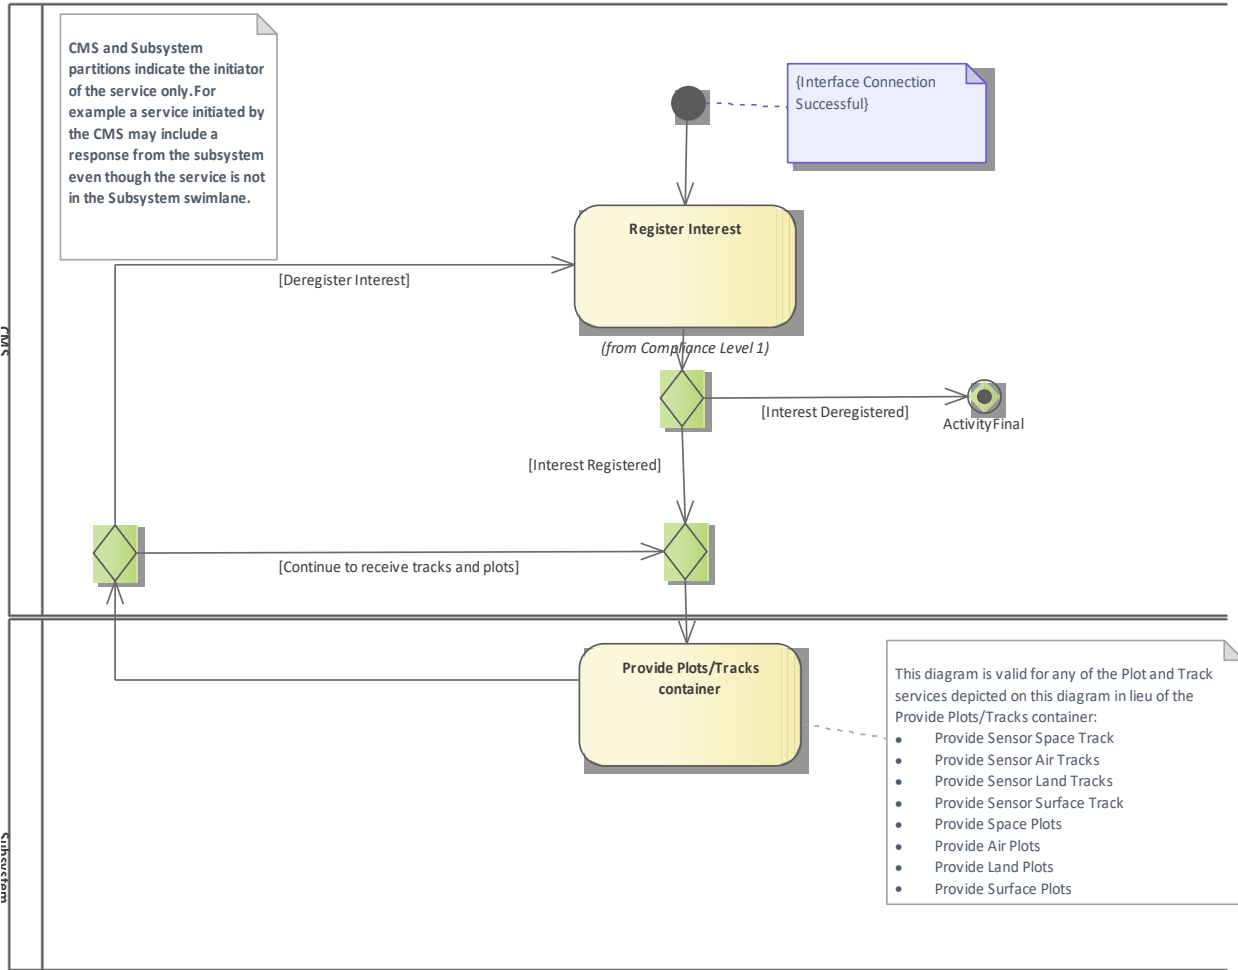 CMS and Subsystem
partitions indicate the initiator
of the service only.For
example a service initiated by
the CMS may include a
response from the subsystem
even though the service is not
in the Subsystem swimlane.
{Interface Connection
Successful}
Register Interest
[Deregister Interest]
(from Compliance Level 1)
CMS
[Interest Deregistered]
ActivityFinal
[Interest Registered]
[Continue to receive tracks and plots]
Provide Plots/Tracks
container
This diagram is valid for any of the Plot and Track
services depicted on this diagram in lieu of the
Provide Plots/Tracks container:
• Provide Sensor Space Track
• Provide Sensor Air Tracks
• Provide Sensor Land Tracks
• Provide Sensor Surface Track
• Provide Space Plots
• Provide Air Plots
• Provide Land Plots
• Provide Surface Plots
Subsystem